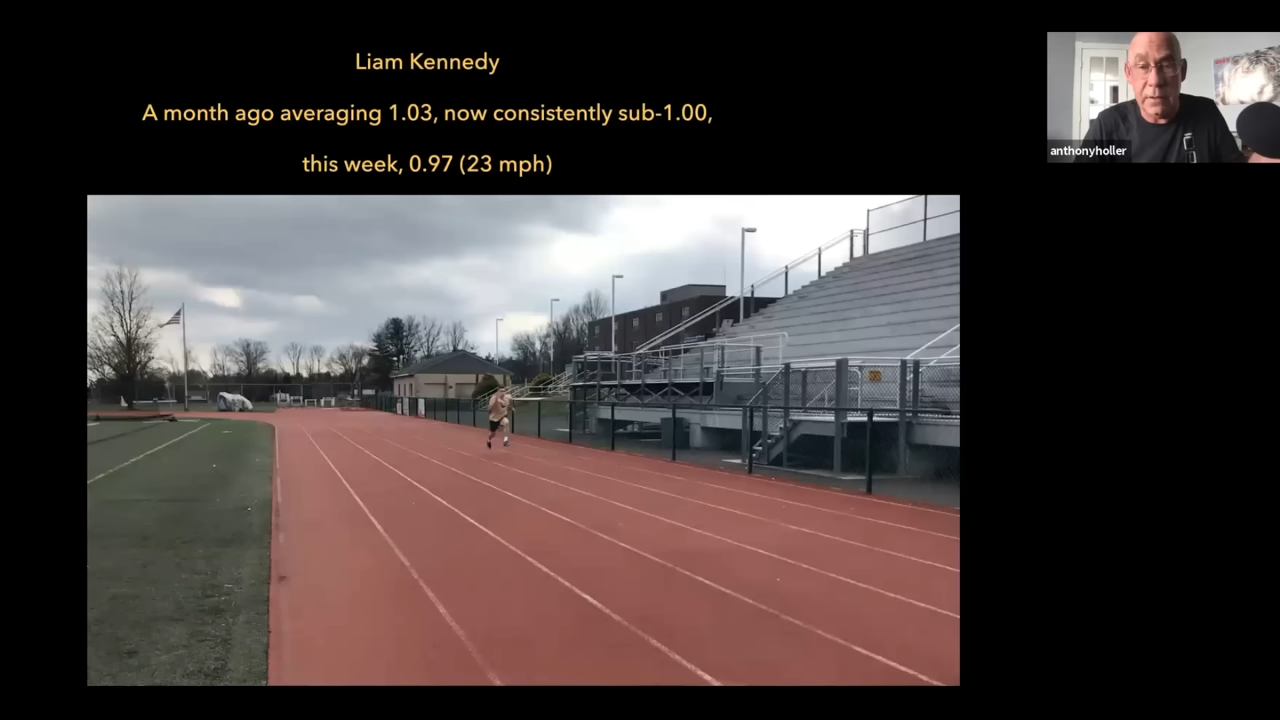 Liam Kennedy
A month ago averaging 1.03, now consistently sub-1.00,
this week, 0.97 (23 mph)
anthonyholler